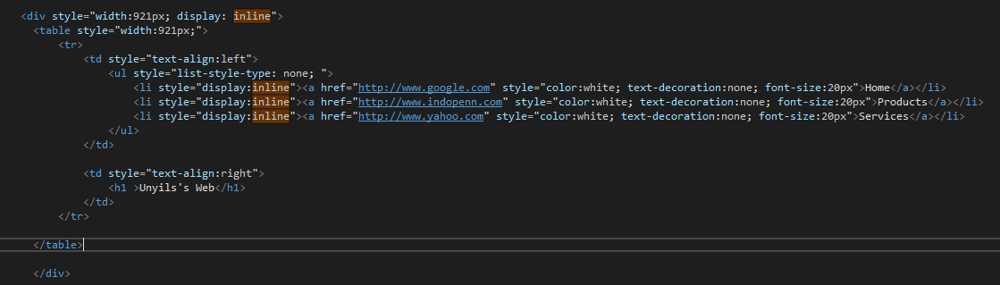 <div style="width:921px; display: inline">
<table style="width:921px;">
<tr>
<td style="text-align:left">
<ul style="list-style-type: none; ">
<li style="display:inline"><a href="http://www.google.com" style="color:white; text-decoration:none; font-size:20px">Home</a></li>
<li style="display:inline"><a href="http://www.indopenn.com" style="color:white; text-decoration:none; font-size:20px">Products</a></li>
<li style="display:inline"><a href="http://www.yahoo.com" style="color:white; text-decoration:none; font-size:20px">Services</a></li>
</ul>
</td>
<td style="text-align:right">
<h1 >Unyils's Web</h1>
</td>
</tr>
</table>
</div>